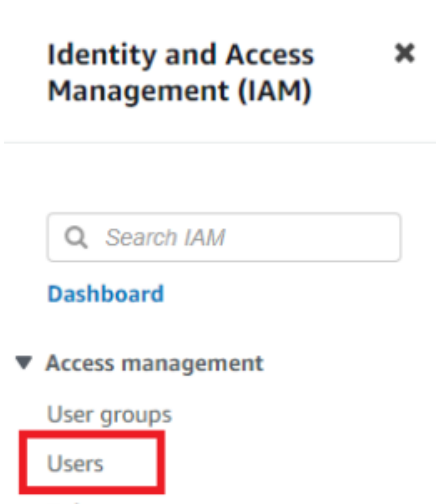 Identity and Access
Management (IAM)
Search IAM
Dashboard
Access management
User groups
Users